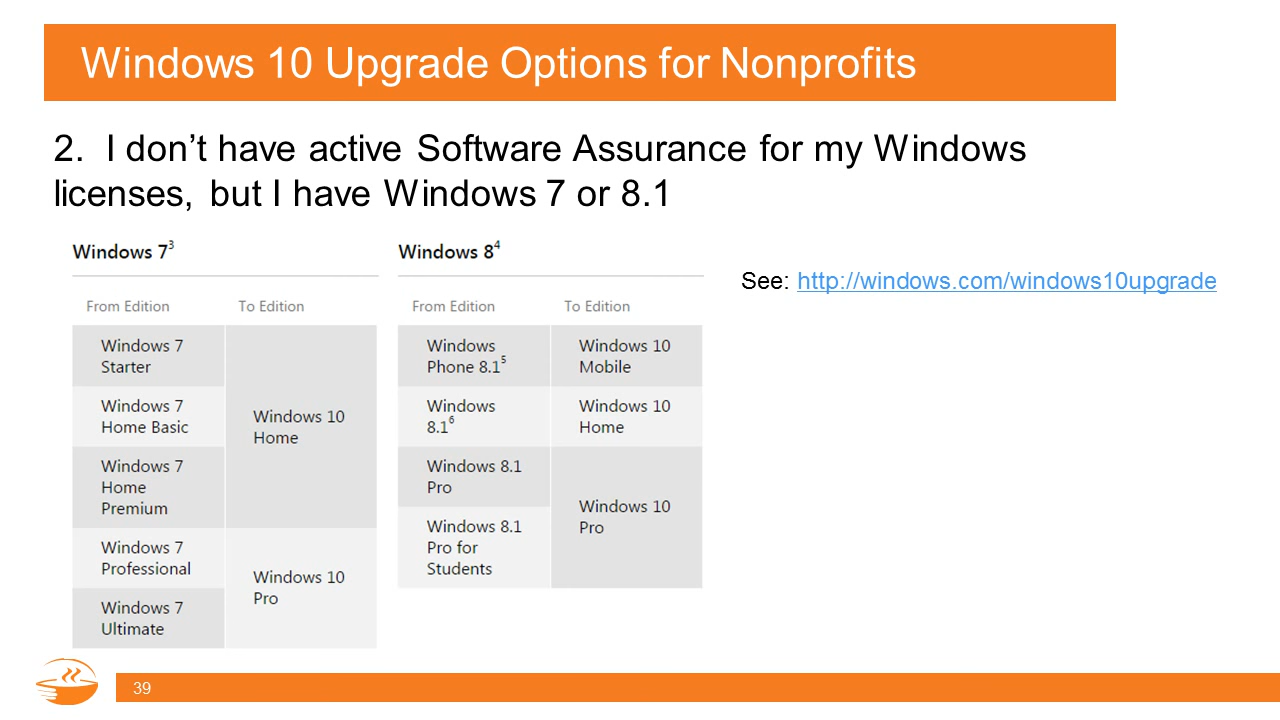 Windows 10 Upgrade Options for Nonprofits
2. I don’t have active Software Assurance for my Windows
licenses, but I have Windows 7 or 8.1
Windows 7³
From Edition To Edition
Windows 7
Starter
Windows 7
Home Basic
Windows 7
Home
Premium
Windows 10
Home
Windows 7
Professional
Windows 7
Ultimate
Windows 10
Pro
Windows 8⁴
From Edition To Edition
Windows
Phone 8.1⁵
Windows 10
Mobile
Windows
8.1⁶
Windows 10
Home
Windows 8.1
Pro
Windows 8.1
Pro for
Students
Windows 10
Pro
See: http://windows.com/windows10upgrade
39